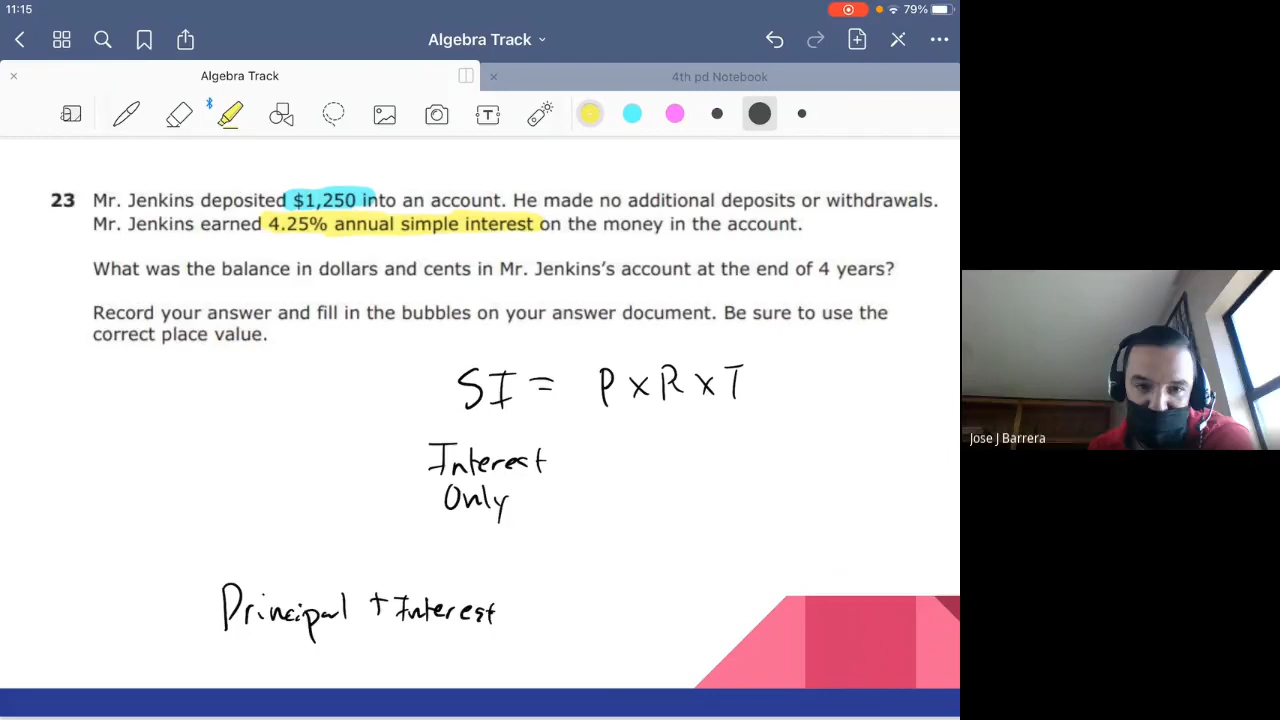 11:15
79%
Algebra Track
Algebra Track
4th pd Notebook
T
23 Mr. Jenkins deposited $1,250 into an account. He made no additional deposits or withdrawals.
Mr. Jenkins earned 4.25% annual simple interest on the money in the account.
What was the balance in dollars and cents in Mr. Jenkins’s account at the end of 4 years?
Record your answer and fill in the bubbles on your answer document. Be sure to use the
correct place value.
SI = P x R x T
Interest
Only
Principal + Interest
Jose J Barrera